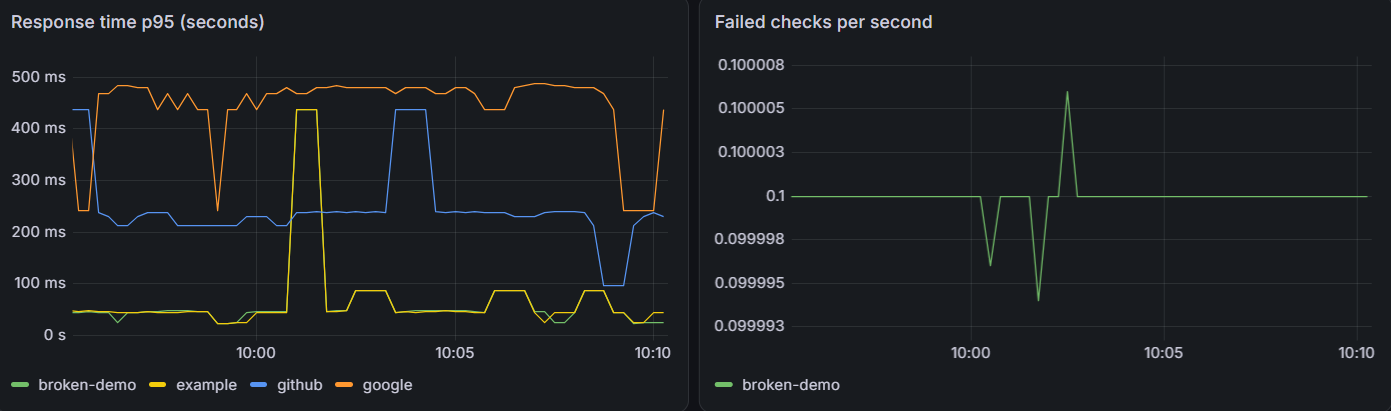 Response time p95 (seconds)
500 ms
400 ms
300 ms
200 ms
100 ms
0 s
10:00 10:05 10:10
broken-demo example github google
Failed checks per second
0.100008
0.100005
0.100003
0.1
0.099998
0.099995
0.099993
10:00 10:05 10:10
broken-demo